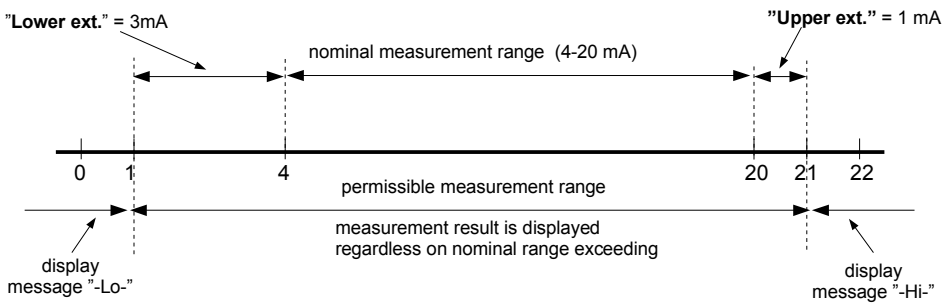 "Lower ext." = 3mA
"Upper ext." = 1 mA
nominal measurement range (4-20 mA)
0 1 4 20 21 22
permissible measurement range
measurement result is displayed
regardless on nominal range exceeding
display
message "-Lo-"
display
message "-Hi-"